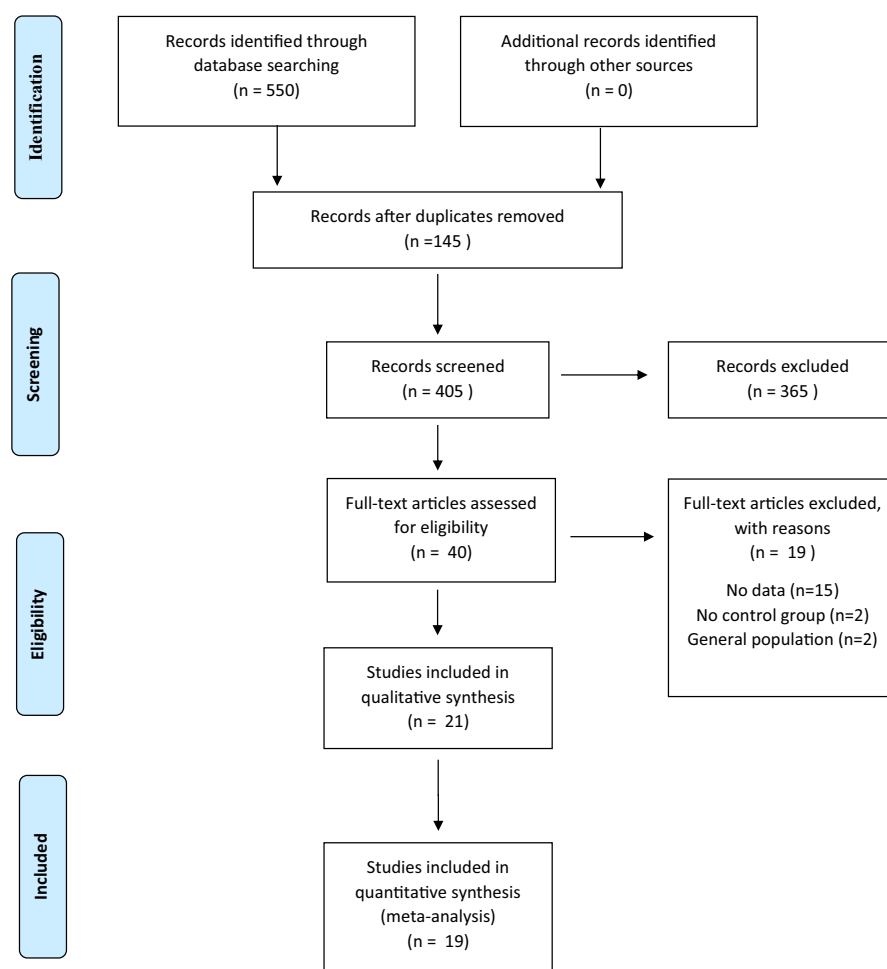 Identification
Records identified through
database searching
(n = 550)
Additional records identified
through other sources
(n = 0)
Records after duplicates removed
(n =145 )
Screening
Records screened
(n = 405 )
Records excluded
(n = 365 )
Eligibility
Full-text articles assessed
for eligibility
(n =  40)
Full-text articles excluded,
with reasons
(n =  19 )
No data (n=15)
No control group (n=2)
General population (n=2)
Studies included in
qualitative synthesis
(n =  21)
Included
Studies included in
quantitative synthesis
(meta-analysis)
(n =  19)